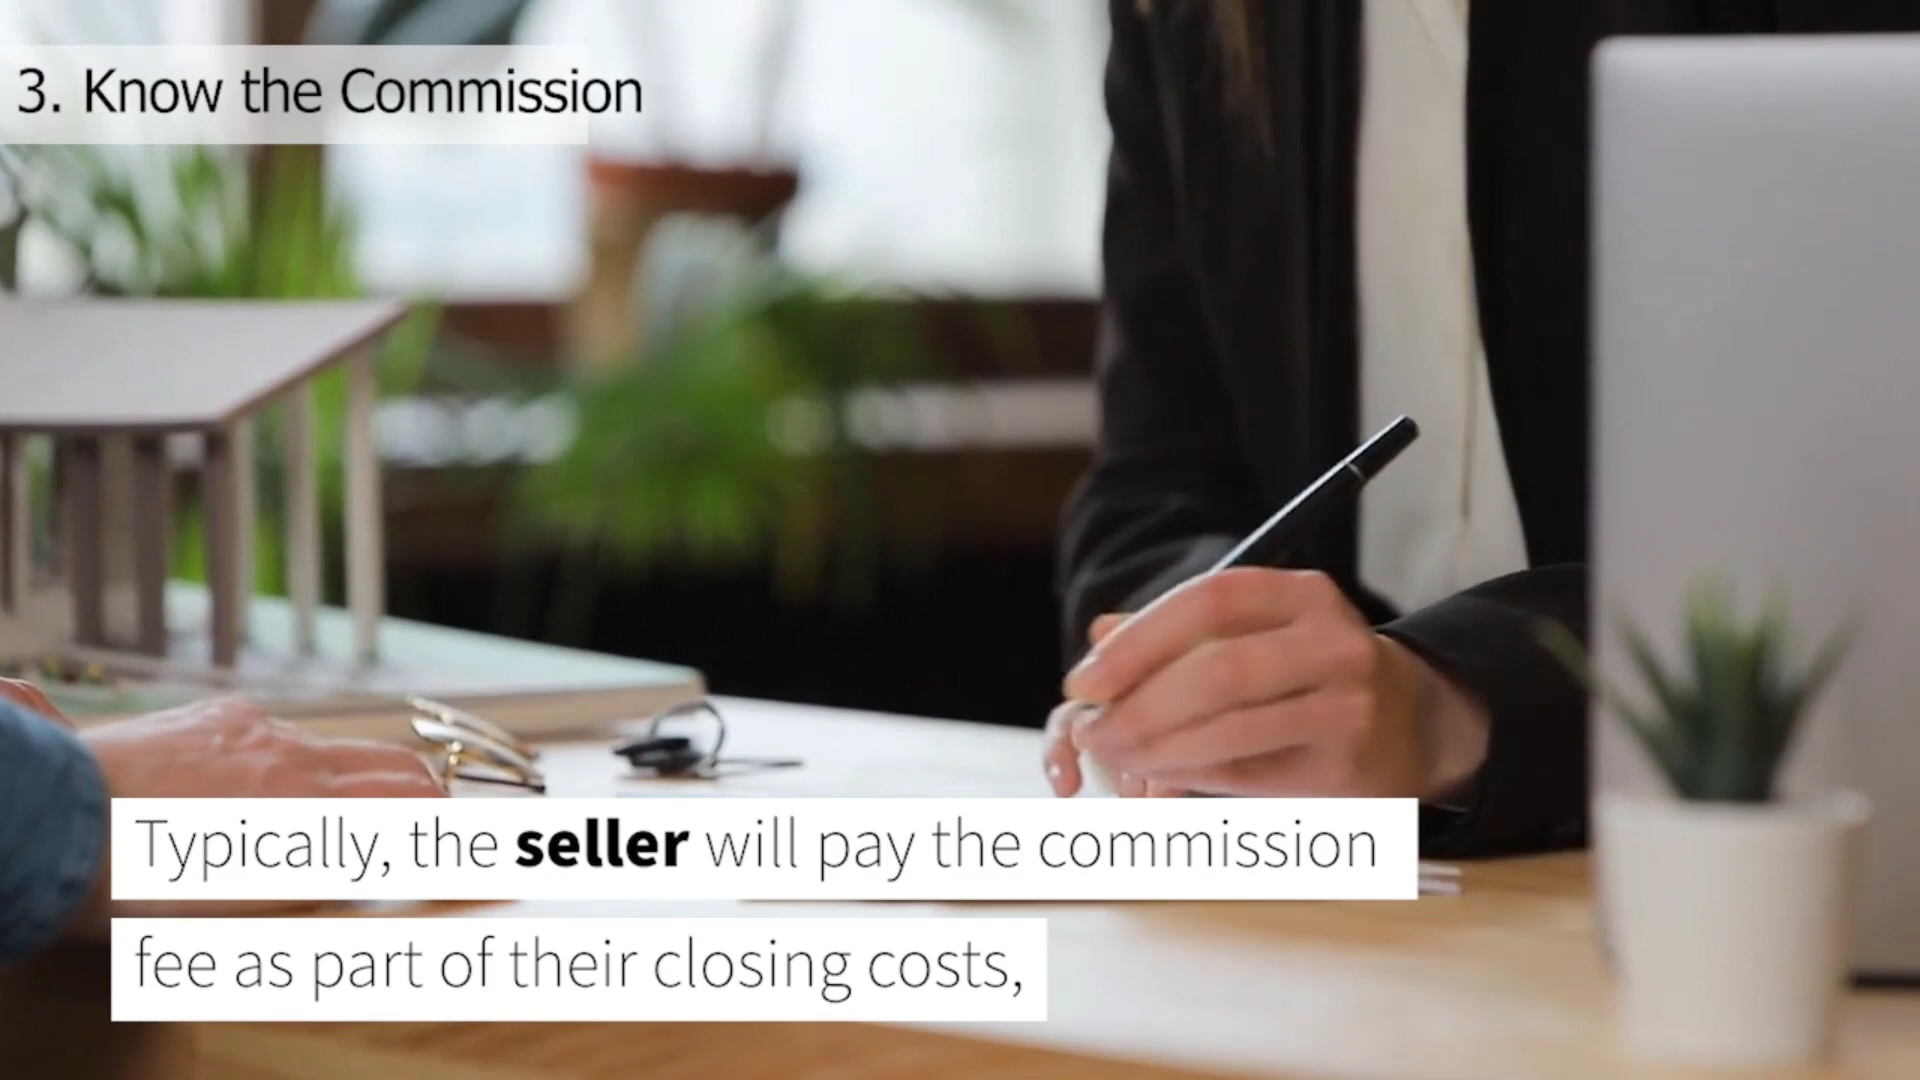 3. Know the Commission
Typically, the seller will pay the commission
fee as part of their closing costs,